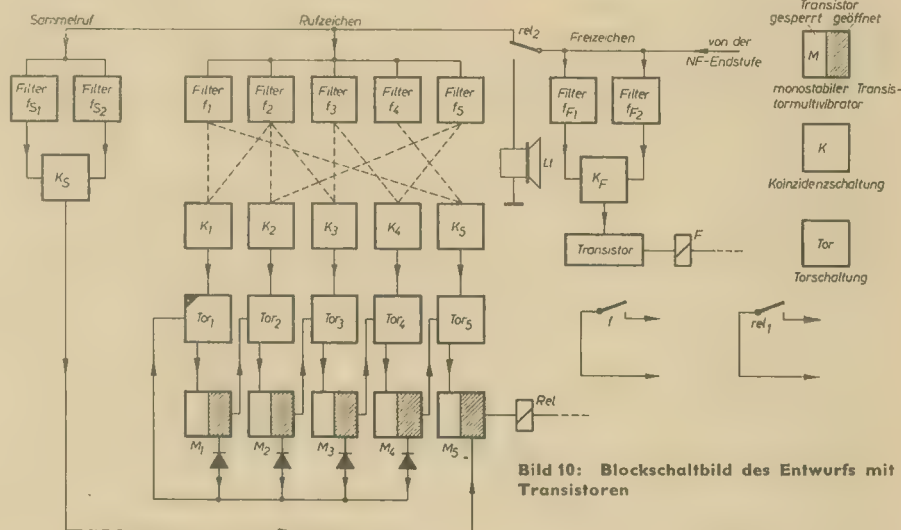 Sammelruf
Rufzeichen
rel2
Freizeichen
von der
NF-Endstufe
Transistor
gesperrt geöffnet
M
monostabiler Transis-
tormultivibrator
Filter fS1
Filter fS2
Filter f1
Filter f2
Filter f3
Filter f4
Filter f5
Filter fF1
Filter fF2
Lt
KS
KF
K
Koinzidenzschaltung
K1
K2
K3
K4
K5
Transistor
F
Tor
Torschaltung
Tor1
Tor2
Tor3
Tor4
Tor5
f
rel1
M1
M2
M3
M4
M5
Rel
Bild 10: Blockschaltbild des Entwurfs mit
Transistoren